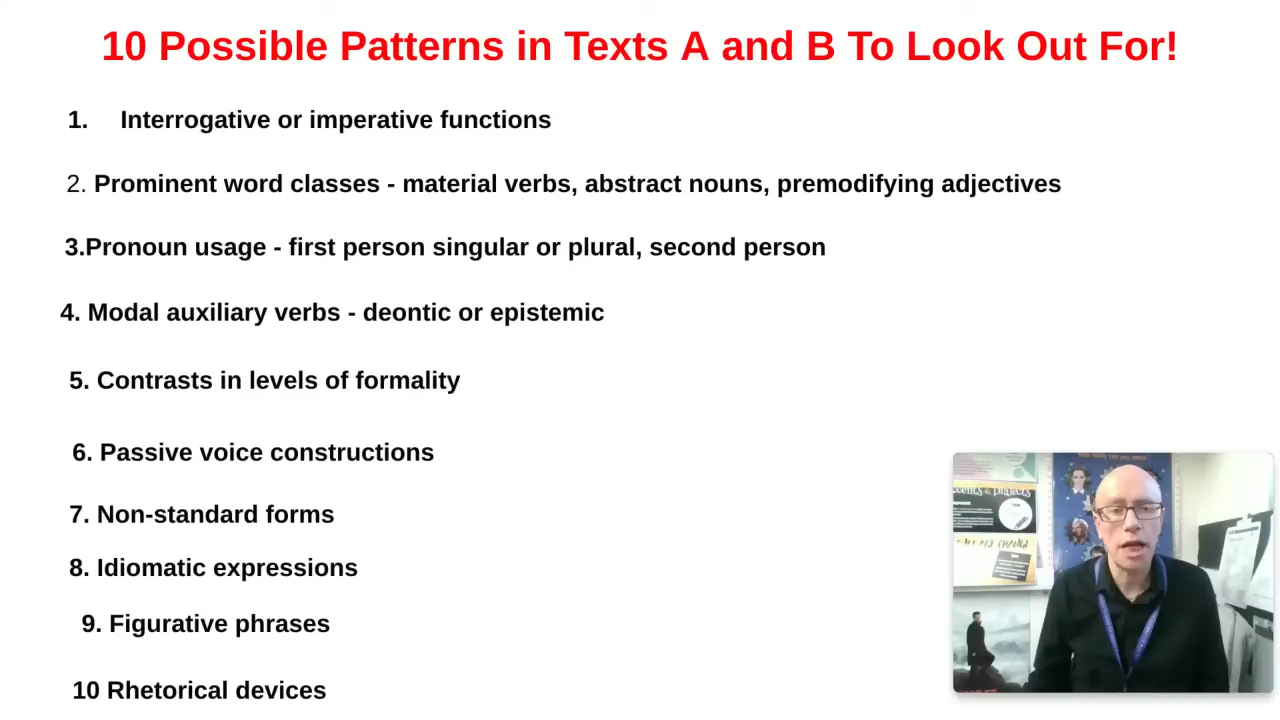 10 Possible Patterns in Texts A and B To Look Out For!
1. Interrogative or imperative functions
2. Prominent word classes - material verbs, abstract nouns, premodifying adjectives
3.Pronoun usage - first person singular or plural, second person
4. Modal auxiliary verbs - deontic or epistemic
5. Contrasts in levels of formality
6. Passive voice constructions
7. Non-standard forms
8. Idiomatic expressions
9. Figurative phrases
10 Rhetorical devices